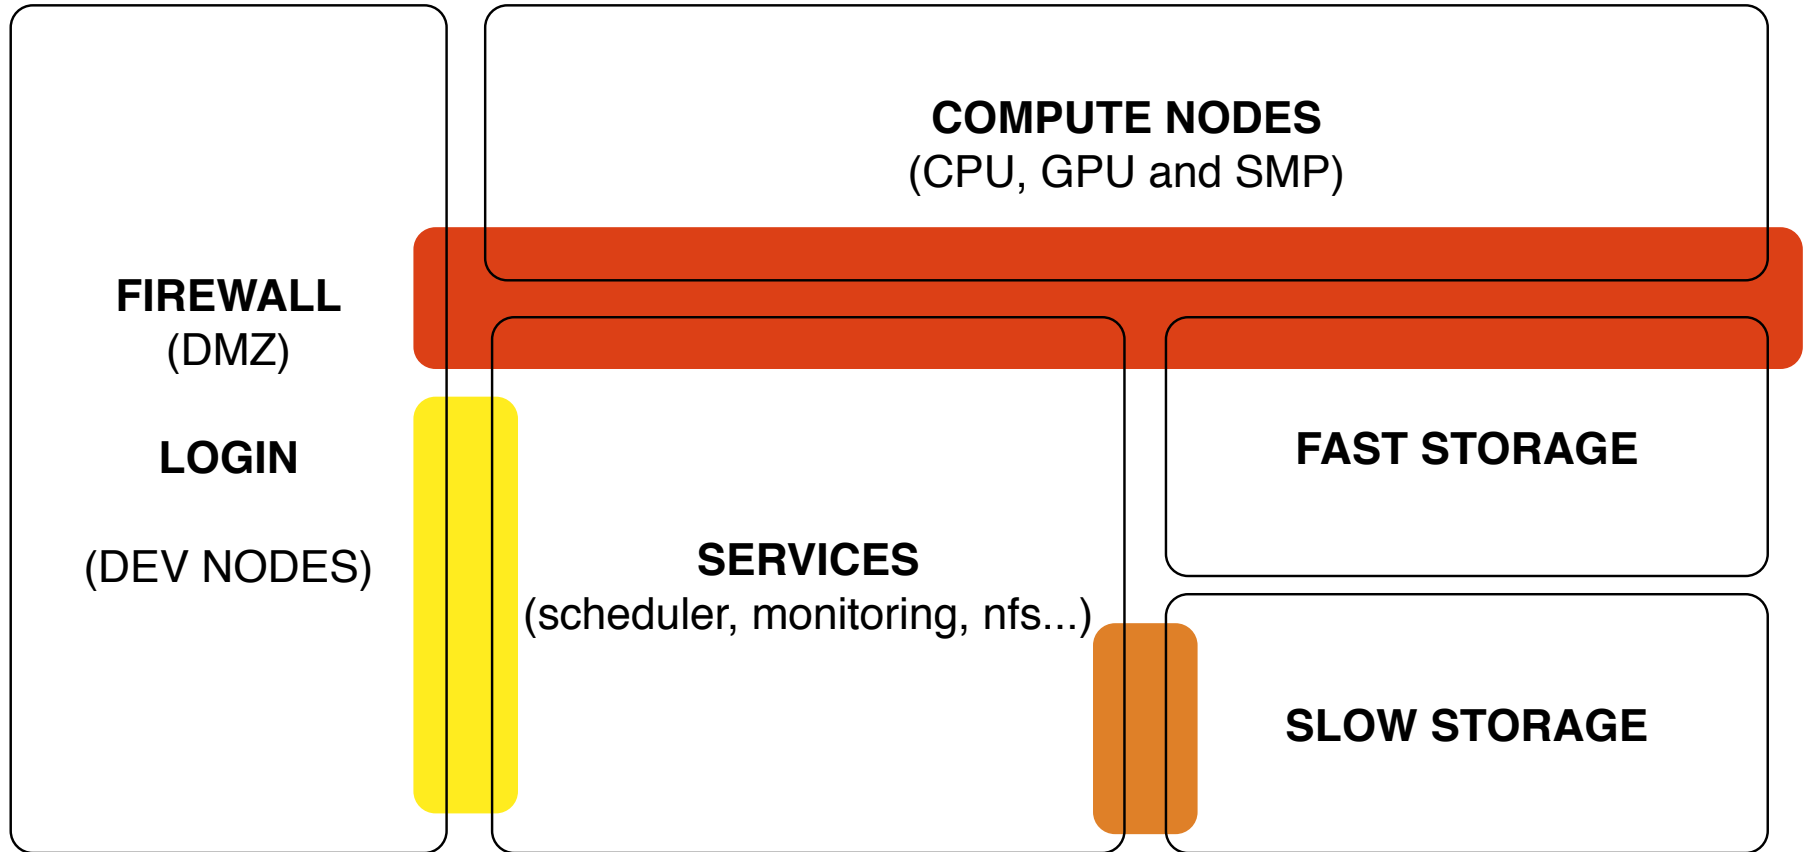 COMPUTE NODES
(CPU, GPU and SMP)
FIREWALL
(DMZ)
LOGIN
(DEV NODES)
SERVICES
(scheduler, monitoring, nfs...)
FAST STORAGE
SLOW STORAGE